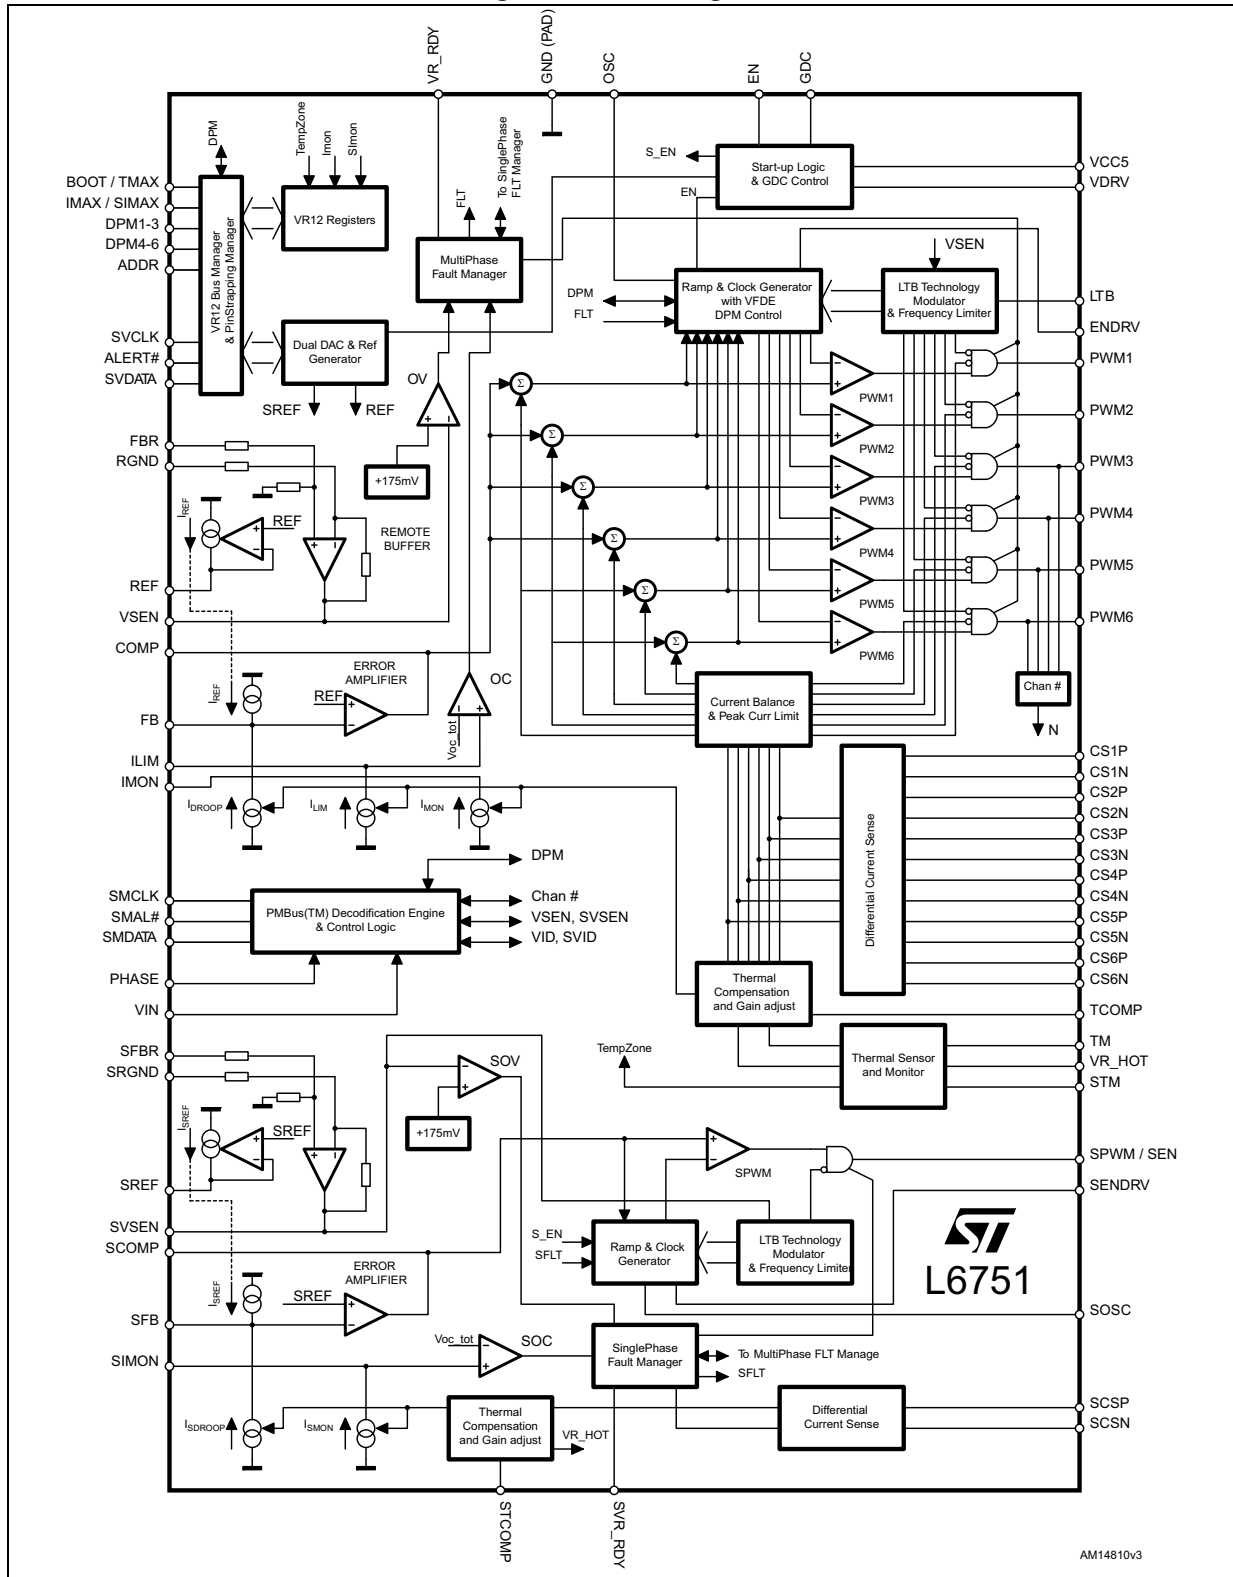 VR_RDY
GND (PAD)
OSC
EN
GDC
BOOT / TMAX
IMAX / SIMAX
DPM1-3
DPM4-6
ADDR
SVCLK
ALERT#
SVDATA
FBR
RGND
REF
VSEN
COMP
FB
ILIM
IMON
SMCLK
SMAL#
SMDATA
PHASE
VIN
SFBR
SRGND
SREF
SVSEN
SCOMP
SFB
SIMON
DPM
VR12 Bus Manager
& PinStrapping Manager
TempZone
Imon
SImon
VR12 Registers
Dual DAC & Ref
Generator
SREF
REF
FLT
To SinglePhase
FLT Manager
MultiPhase
Fault Manager
OV
+175mV
IREF
REF
REMOTE
BUFFER
IREF
ERROR
AMPLIFIER
REF
OC
Voc_tot
IDROOP
ILIM
IMON
DPM
PMBus(TM) Decodification Engine
& Control Logic
Chan #
VSEN, SVSEN
VID, SVID
S_EN
Start-up Logic
& GDC Control
EN
VSEN
DPM
FLT
Ramp & Clock Generator
with VFDE
DPM Control
LTB Technology
Modulator
& Frequency Limiter
Σ
Σ
Σ
Σ
Σ
Σ
PWM1
PWM2
PWM3
PWM4
PWM5
PWM6
Current Balance
& Peak Curr Limit
Chan #
N
Differential Current Sense
Thermal
Compensation
and Gain adjust
TempZone
Thermal Sensor
and Monitor
SOV
+175mV
ISREF
SREF
ISREF
ERROR
AMPLIFIER
SREF
SPWM
S_EN
SFLT
Ramp & Clock
Generator
LTB Technology
Modulator
& Frequency Limiter
ST
L6751
Voc_tot
SOC
SinglePhase
Fault Manager
To MultiPhase FLT Manage
SFLT
ISDROOP
ISMON
Thermal
Compensation
and Gain adjust
VR_HOT
Differential
Current Sense
VCC5
VDRV
LTB
ENDRV
PWM1
PWM2
PWM3
PWM4
PWM5
PWM6
CS1P
CS1N
CS2P
CS2N
CS3P
CS3N
CS4P
CS4N
CS5P
CS5N
CS6P
CS6N
TCOMP
TM
VR_HOT
STM
SPWM / SEN
SENDRV
SOSC
SCSP
SCSN
STCOMP
SVR_RDY
AM14810v3